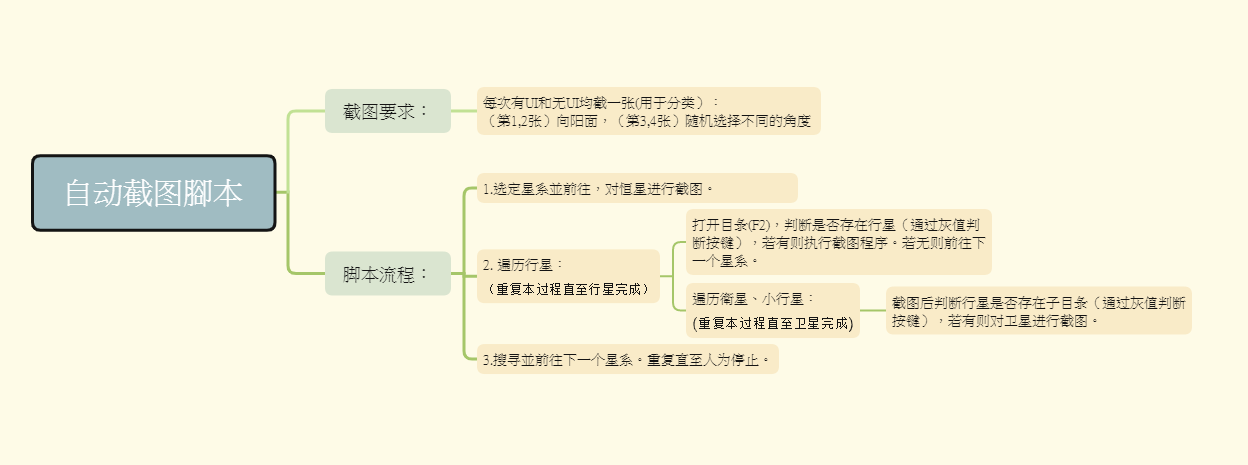 自动截图腳本
截图要求：
每次有UI和无UI均截一张(用于分类）：
（第1,2张）向阳面，（第3,4张）随机选择不同的角度
脚本流程：
1.选定星系並前往，对恒星进行截图。
2. 遍历行星：
（重复本过程直至行星完成）
打开目条(F2)，判断是否存在行星（通过灰值判
断按键），若有则执行截图程序。若无则前往下
一个星系。
遍历衛星、小行星：
(重复本过程直至卫星完成)
截图后判断行星是否存在子目条（通过灰值判断
按键），若有则对卫星进行截图。
3.搜寻並前往下一个星系。重复直至人为停止。